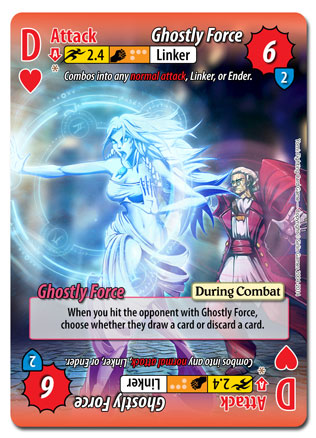 D Attack Ghostly Force 6
2.4 Linker 2
Combos into any normal attack, Linker, or Ender.
Ghostly Force During Combat
When you hit the opponent with Ghostly Force,
choose whether they draw a card or discard a card.
Combos into any normal attack, Linker, or Ender.
2 2.4 Linker
6 Ghostly Force Attack D